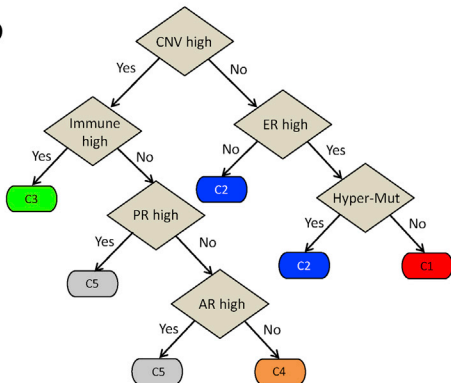 CNV high
Yes
No
Immune
high
ER high
Yes
No
No
Yes
C3
C2
PR high
Hyper-Mut
Yes
No
Yes
No
C5
C2
C1
AR high
Yes
No
C5
C4